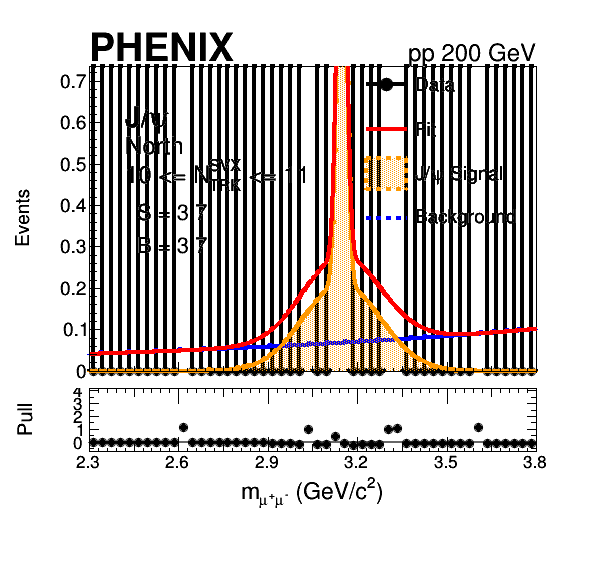 PHENIX
pp 200 GeV
J/ψ
North
10 <= N^SVX_TRK <= 11
S = 3 7
B = 3 7
Data
Fit
J/ψ Signal
Background
Events
0.7
0.6
0.5
0.4
0.3
0.2
0.1
0
Pull
4
3
2
1
0
2.3 2.6 2.9 3.2 3.5 3.8
m_μ⁺μ⁻ (GeV/c²)